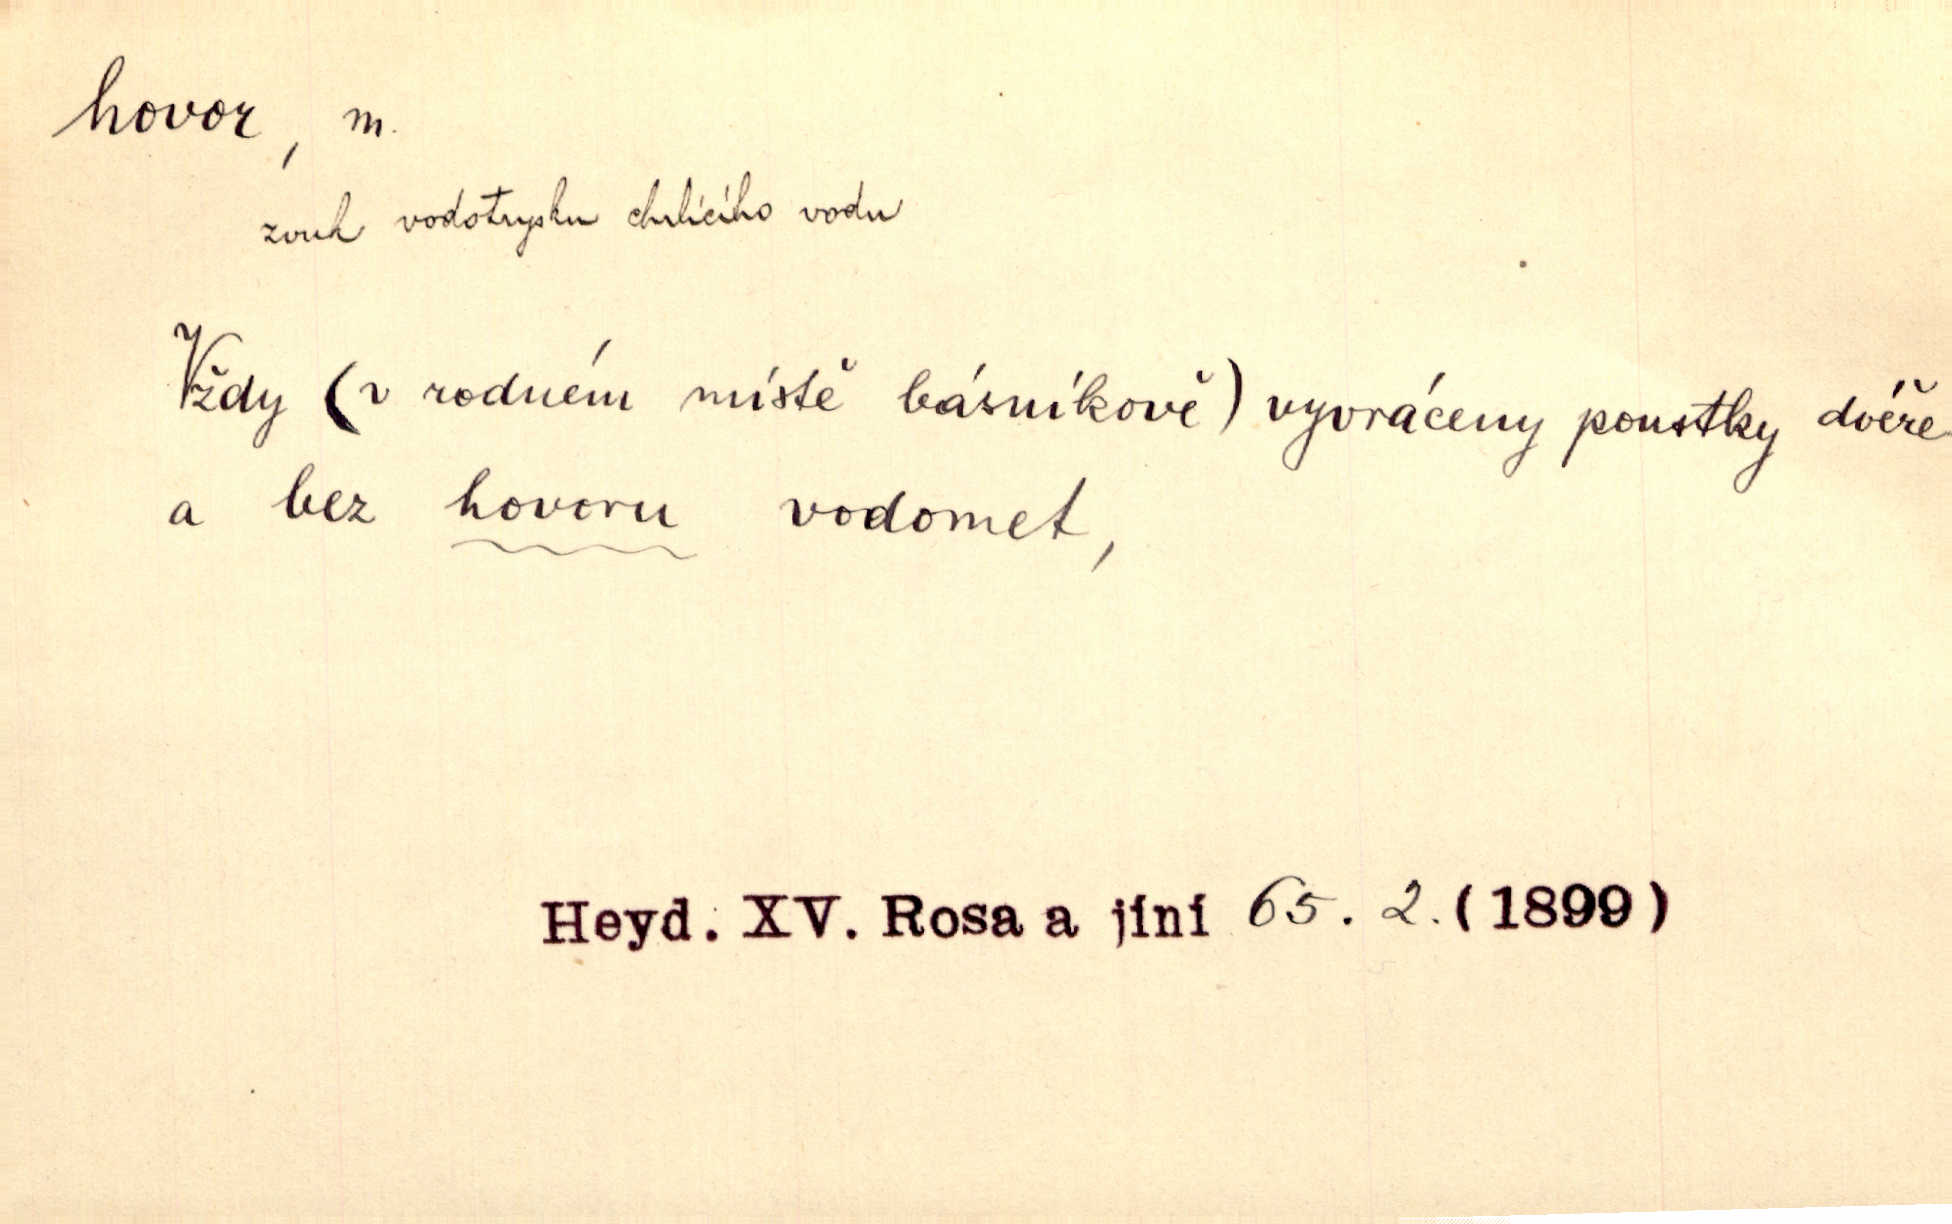 hovor, m.
zvuk vodotrysku chrlícího vodu
Vždy (v rodném místě básníkově) vyvráceny poustky dvéře
a bez hovoru vodomet,
Heyd. XV. Rosa a jiní 65. 2. (1899)